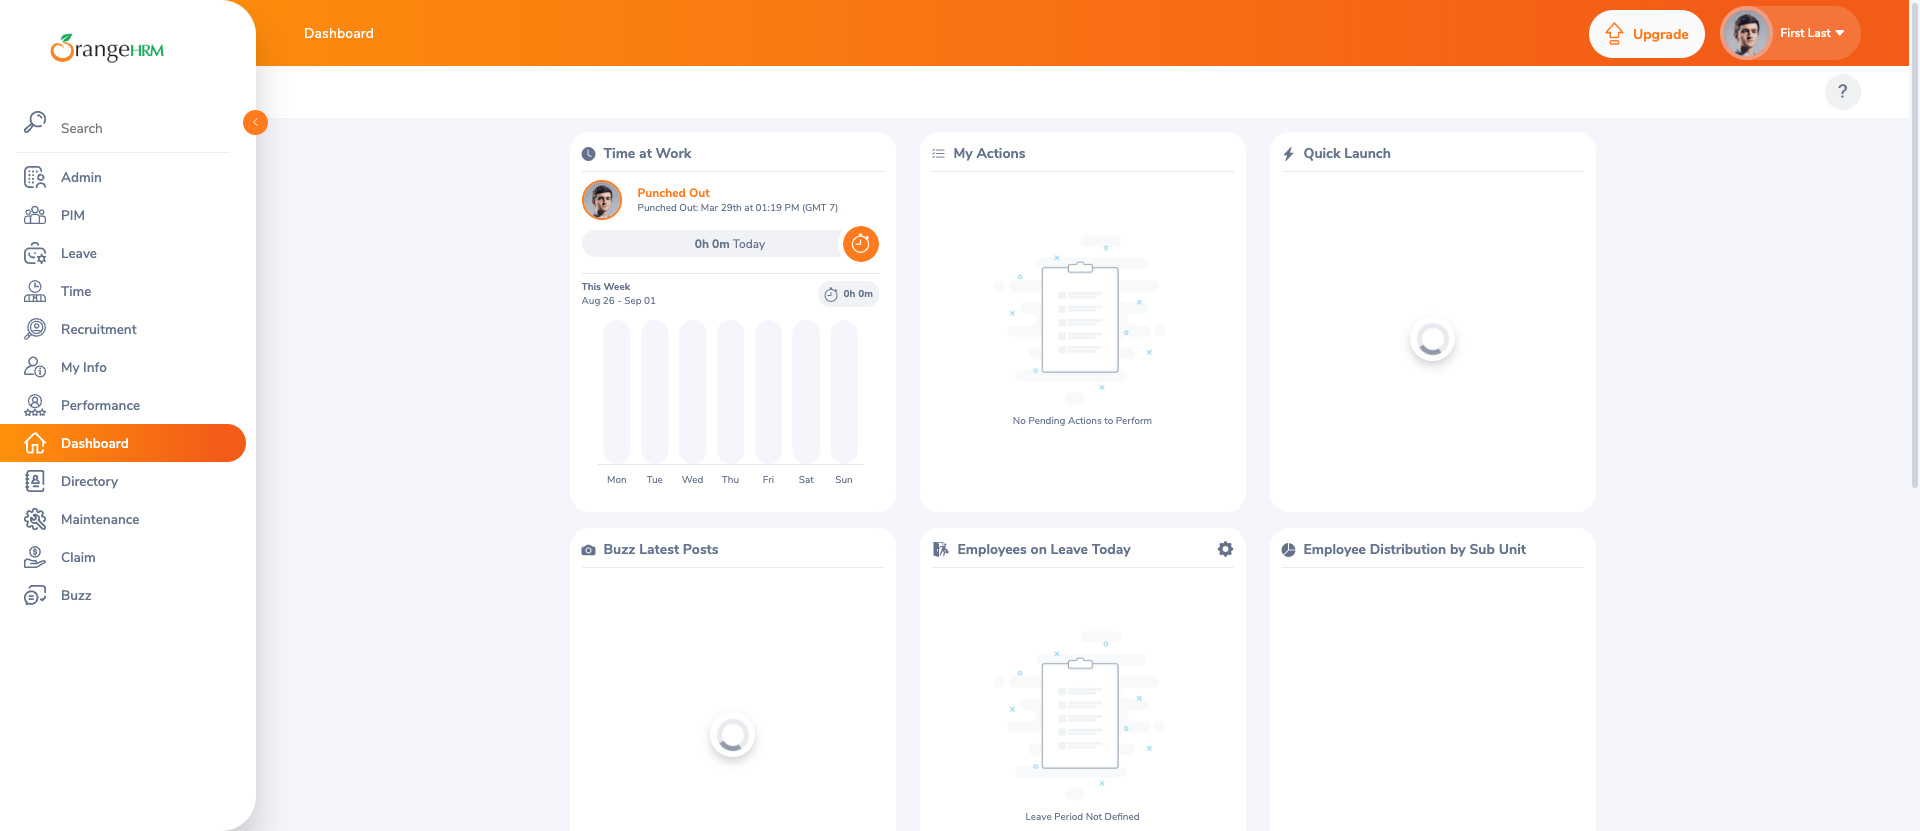 OrangeHRM
Search
Admin
PIM
Leave
Time
Recruitment
My Info
Performance
Dashboard
Directory
Maintenance
Claim
Buzz
Dashboard
Upgrade
First Last
?
Time at Work
Punched Out
Punched Out: Mar 29th at 01:19 PM (GMT 7)
0h 0m Today
This Week
Aug 26 - Sep 01
0h 0m
Mon Tue Wed Thu Fri Sat Sun
My Actions
No Pending Actions to Perform
Quick Launch
Buzz Latest Posts
Employees on Leave Today
Leave Period Not Defined
Employee Distribution by Sub Unit